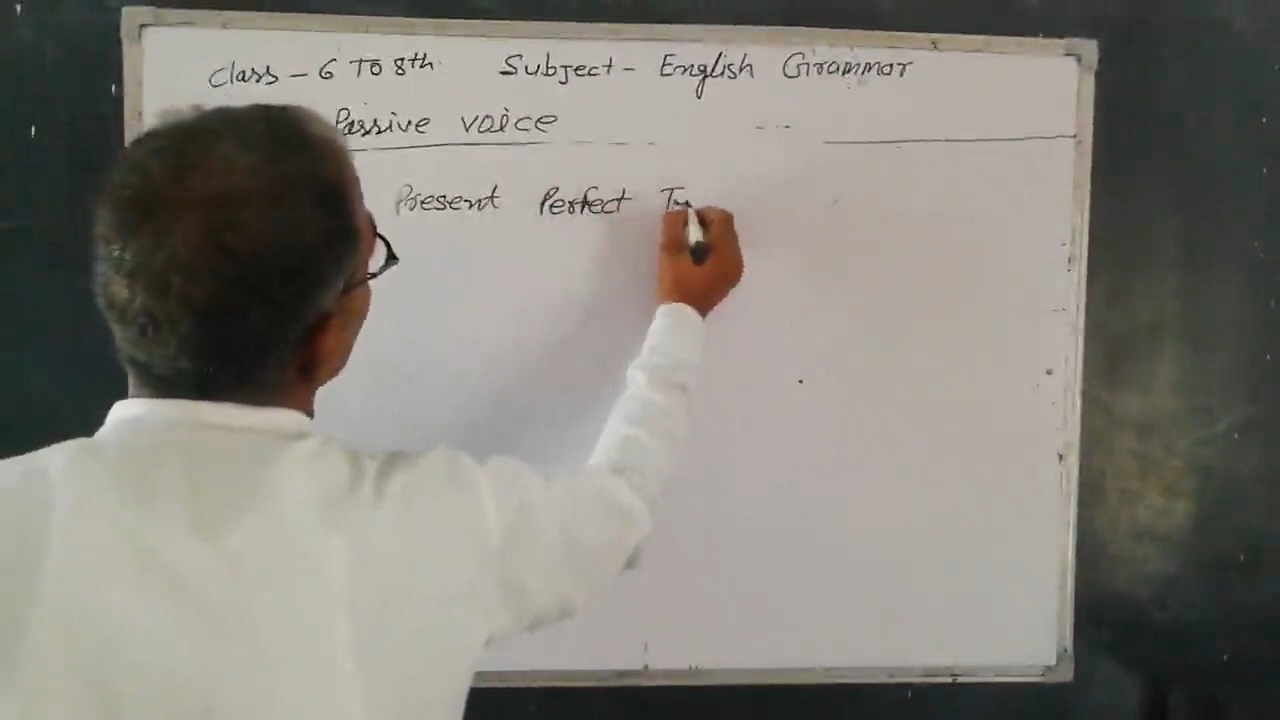 Class - 6 TO 8th. Subject - English Grammar
Passive voice
Present Perfect